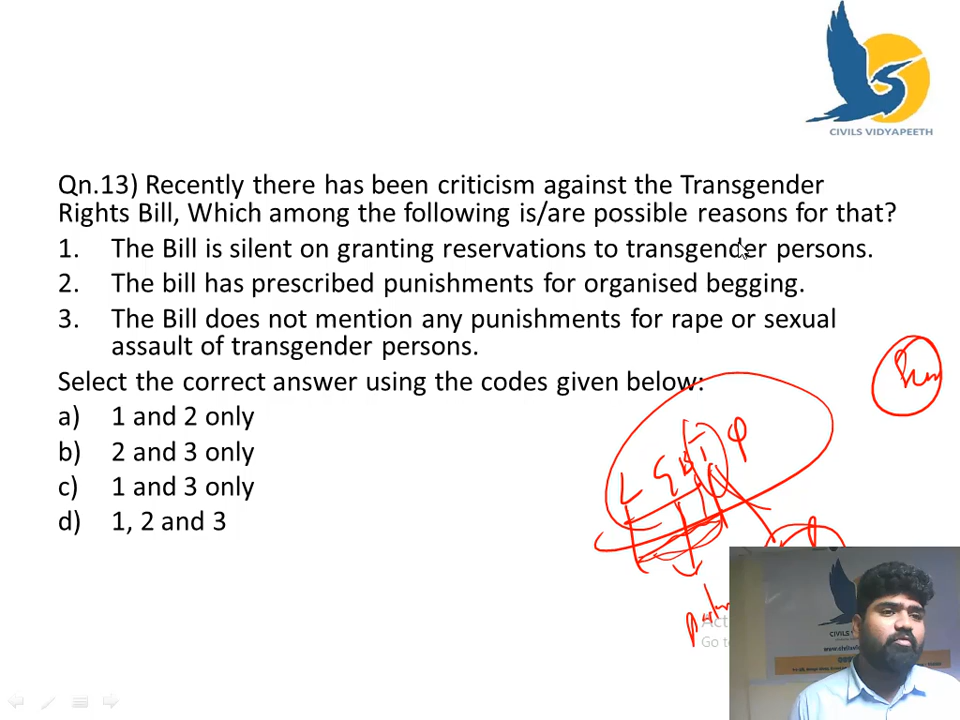 CIVILS VIDYAPEETH
Qn.13) Recently there has been criticism against the Transgender
Rights Bill, Which among the following is/are possible reasons for that?
1. The Bill is silent on granting reservations to transgender persons.
2. The bill has prescribed punishments for organised begging.
3. The Bill does not mention any punishments for rape or sexual
assault of transgender persons.
Select the correct answer using the codes given below:
a) 1 and 2 only
b) 2 and 3 only
c) 1 and 3 only
d) 1, 2 and 3
L G B T Q
Go to